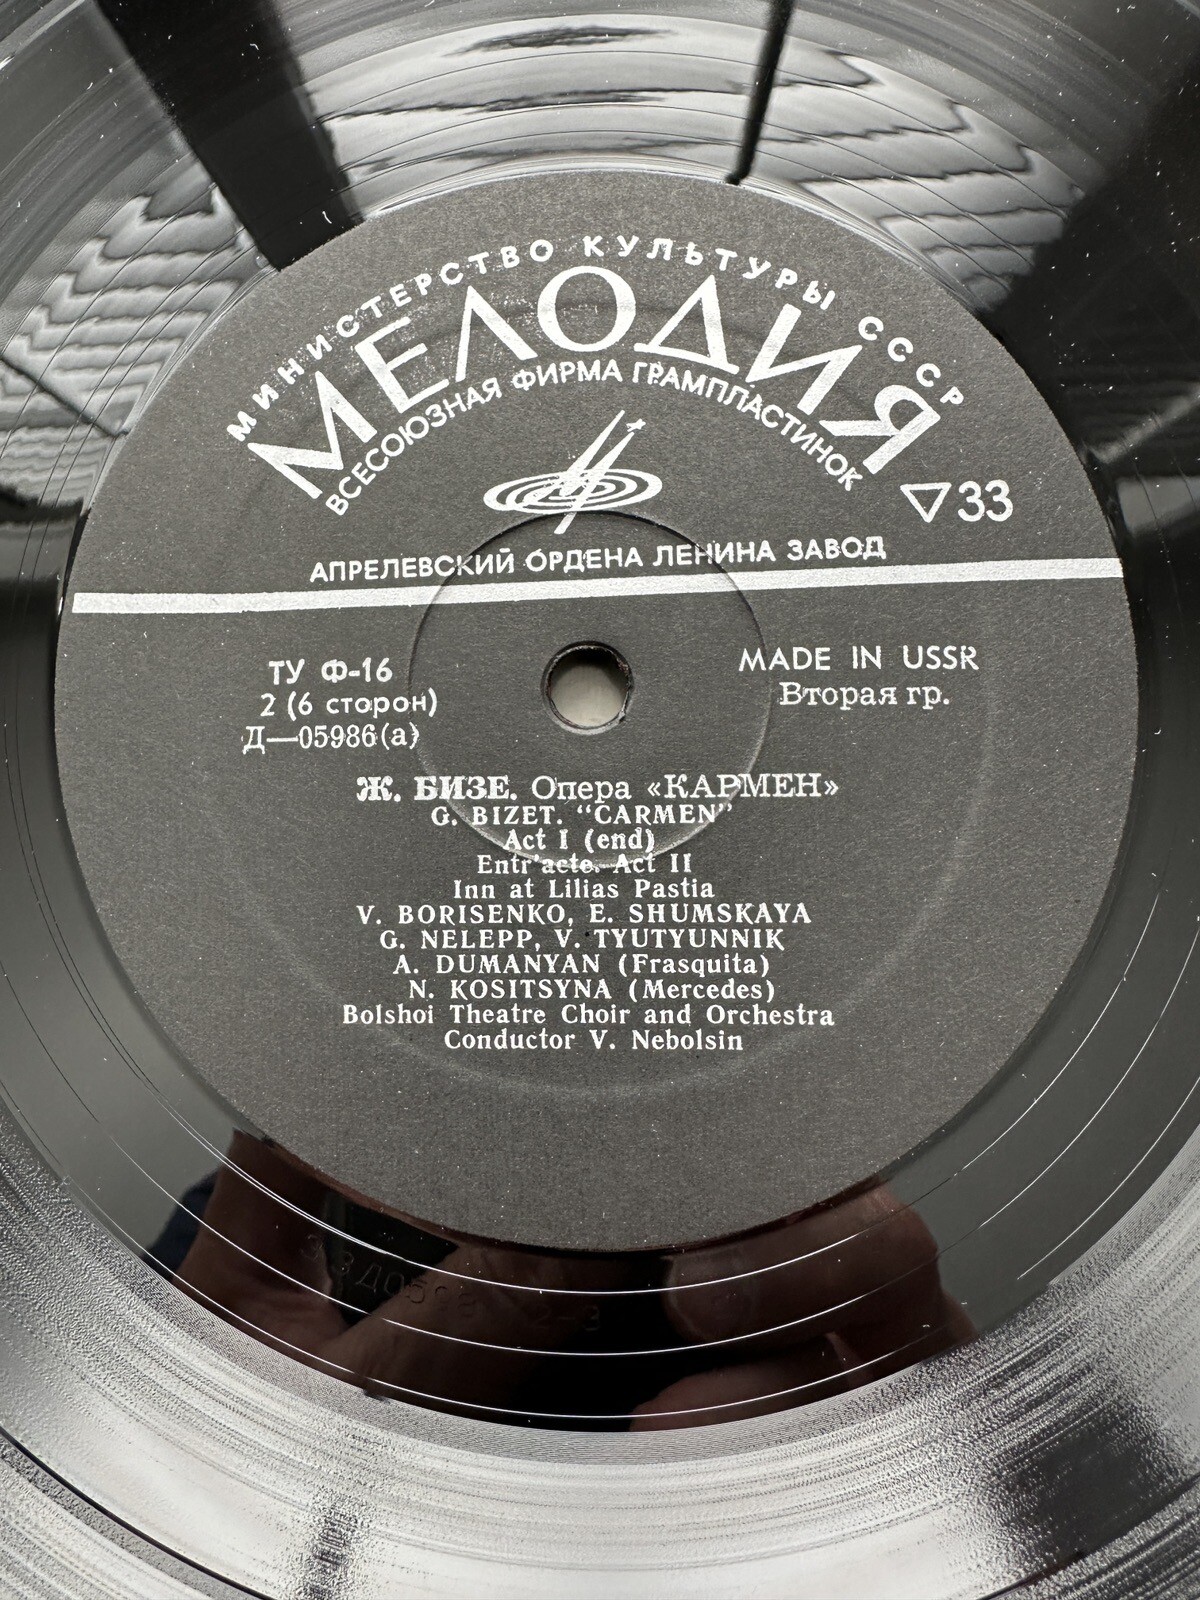 МИНИСТЕРСТВО КУЛЬТУРЫ СССР
МЕЛОДИЯ
ВСЕСОЮЗНАЯ ФИРМА ГРАМПЛАСТИНОК
33
АПРЕЛЕВСКИЙ ОРДЕНА ЛЕНИНА ЗАВОД
ТУ Ф-16
2 (6 сторон)
Д—05986(а)
MADE IN USSR
Вторая гр.
Ж. БИЗЕ. Опера «КАРМЕН»
G. BIZET. “CARMEN”
Act I (end)
Entr'acte. Act II
Inn at Lilias Pastia
V. BORISENKO, E. SHUMSKAYA
G. NELEPP, V. TYUTYUNNIK
A. DUMANYAN (Frasquita)
N. KOSITSYNA (Mercedes)
Bolshoi Theatre Choir and Orchestra
Conductor V. Nebolsin